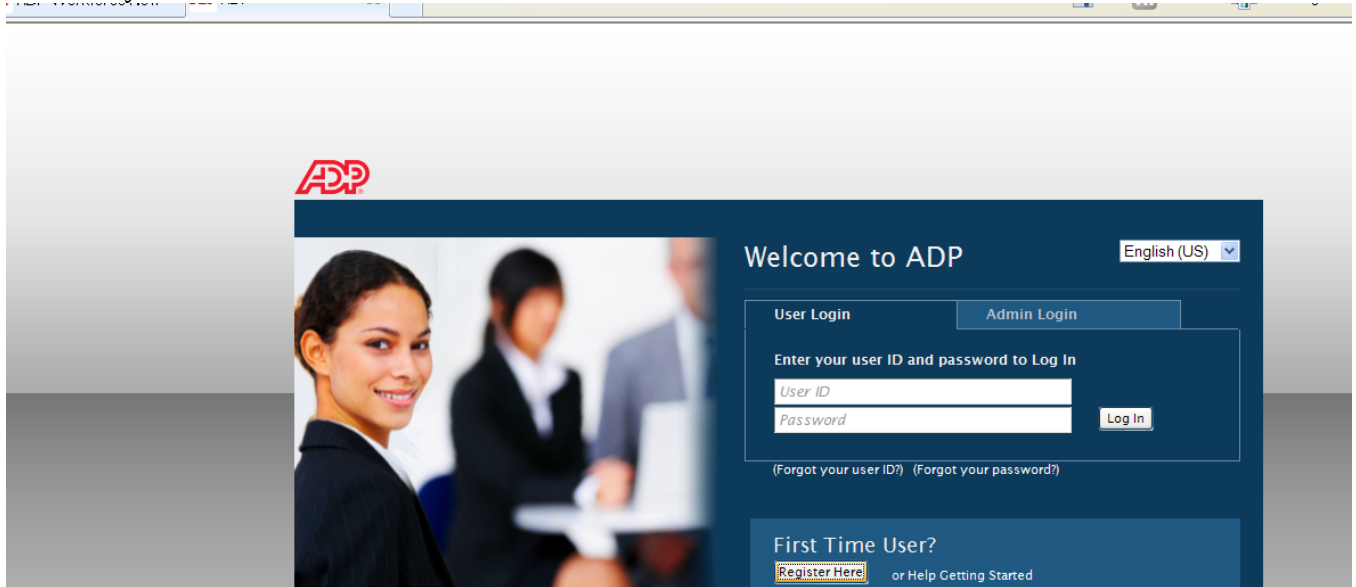 ADP
Welcome to ADP
English (US)
User Login
Admin Login
Enter your user ID and password to Log In
User ID
Password
Log In
(Forgot your user ID?) (Forgot your password?)
First Time User?
Register Here or Help Getting Started